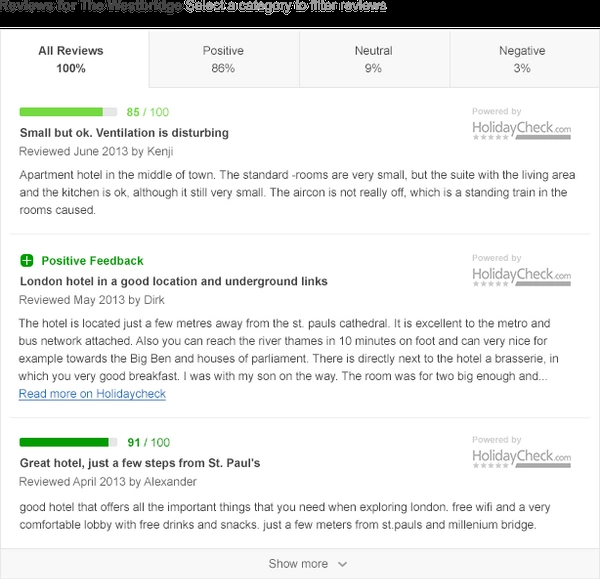 Reviews for The Westbridge Select a category to filter reviews
All Reviews
100%
Positive
86%
Neutral
9%
Negative
3%
85 / 100
Powered by
HolidayCheck.com
Small but ok. Ventilation is disturbing
Reviewed June 2013 by Kenji
Apartment hotel in the middle of town. The standard -rooms are very small, but the suite with the living area
and the kitchen is ok, although it still very small. The aircon is not really off, which is a standing train in the
rooms caused.
Positive Feedback
Powered by
HolidayCheck.com
London hotel in a good location and underground links
Reviewed May 2013 by Dirk
The hotel is located just a few metres away from the st. pauls cathedral. It is excellent to the metro and
bus network attached. Also you can reach the river thames in 10 minutes on foot and can very nice for
example towards the Big Ben and houses of parliament. There is directly next to the hotel a brasserie, in
which you very good breakfast. I was with my son on the way. The room was for two big enough and...
Read more on Holidaycheck
91 / 100
Powered by
HolidayCheck.com
Great hotel, just a few steps from St. Paul's
Reviewed April 2013 by Alexander
good hotel that offers all the important things that you need when exploring london. free wifi and a very
comfortable lobby with free drinks and snacks. just a few meters from st.pauls and millenium bridge.
Show more